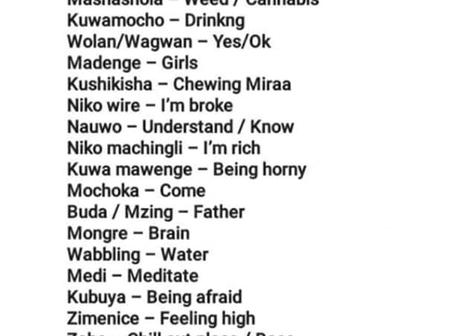 Mashashola – Weed / Cannabis
Kuwamocho – Drinkng
Wolan/Wagwan – Yes/Ok
Madenge – Girls
Kushikisha – Chewing Miraa
Niko wire – I'm broke
Nauwo – Understand / Know
Niko machingli – I'm rich
Kuwa mawenge – Being horny
Mochoka – Come
Buda / Mzing – Father
Mongre – Brain
Wabbling – Water
Medi – Meditate
Kubuya – Being afraid
Zimenice – Feeling high
– Chill out place /